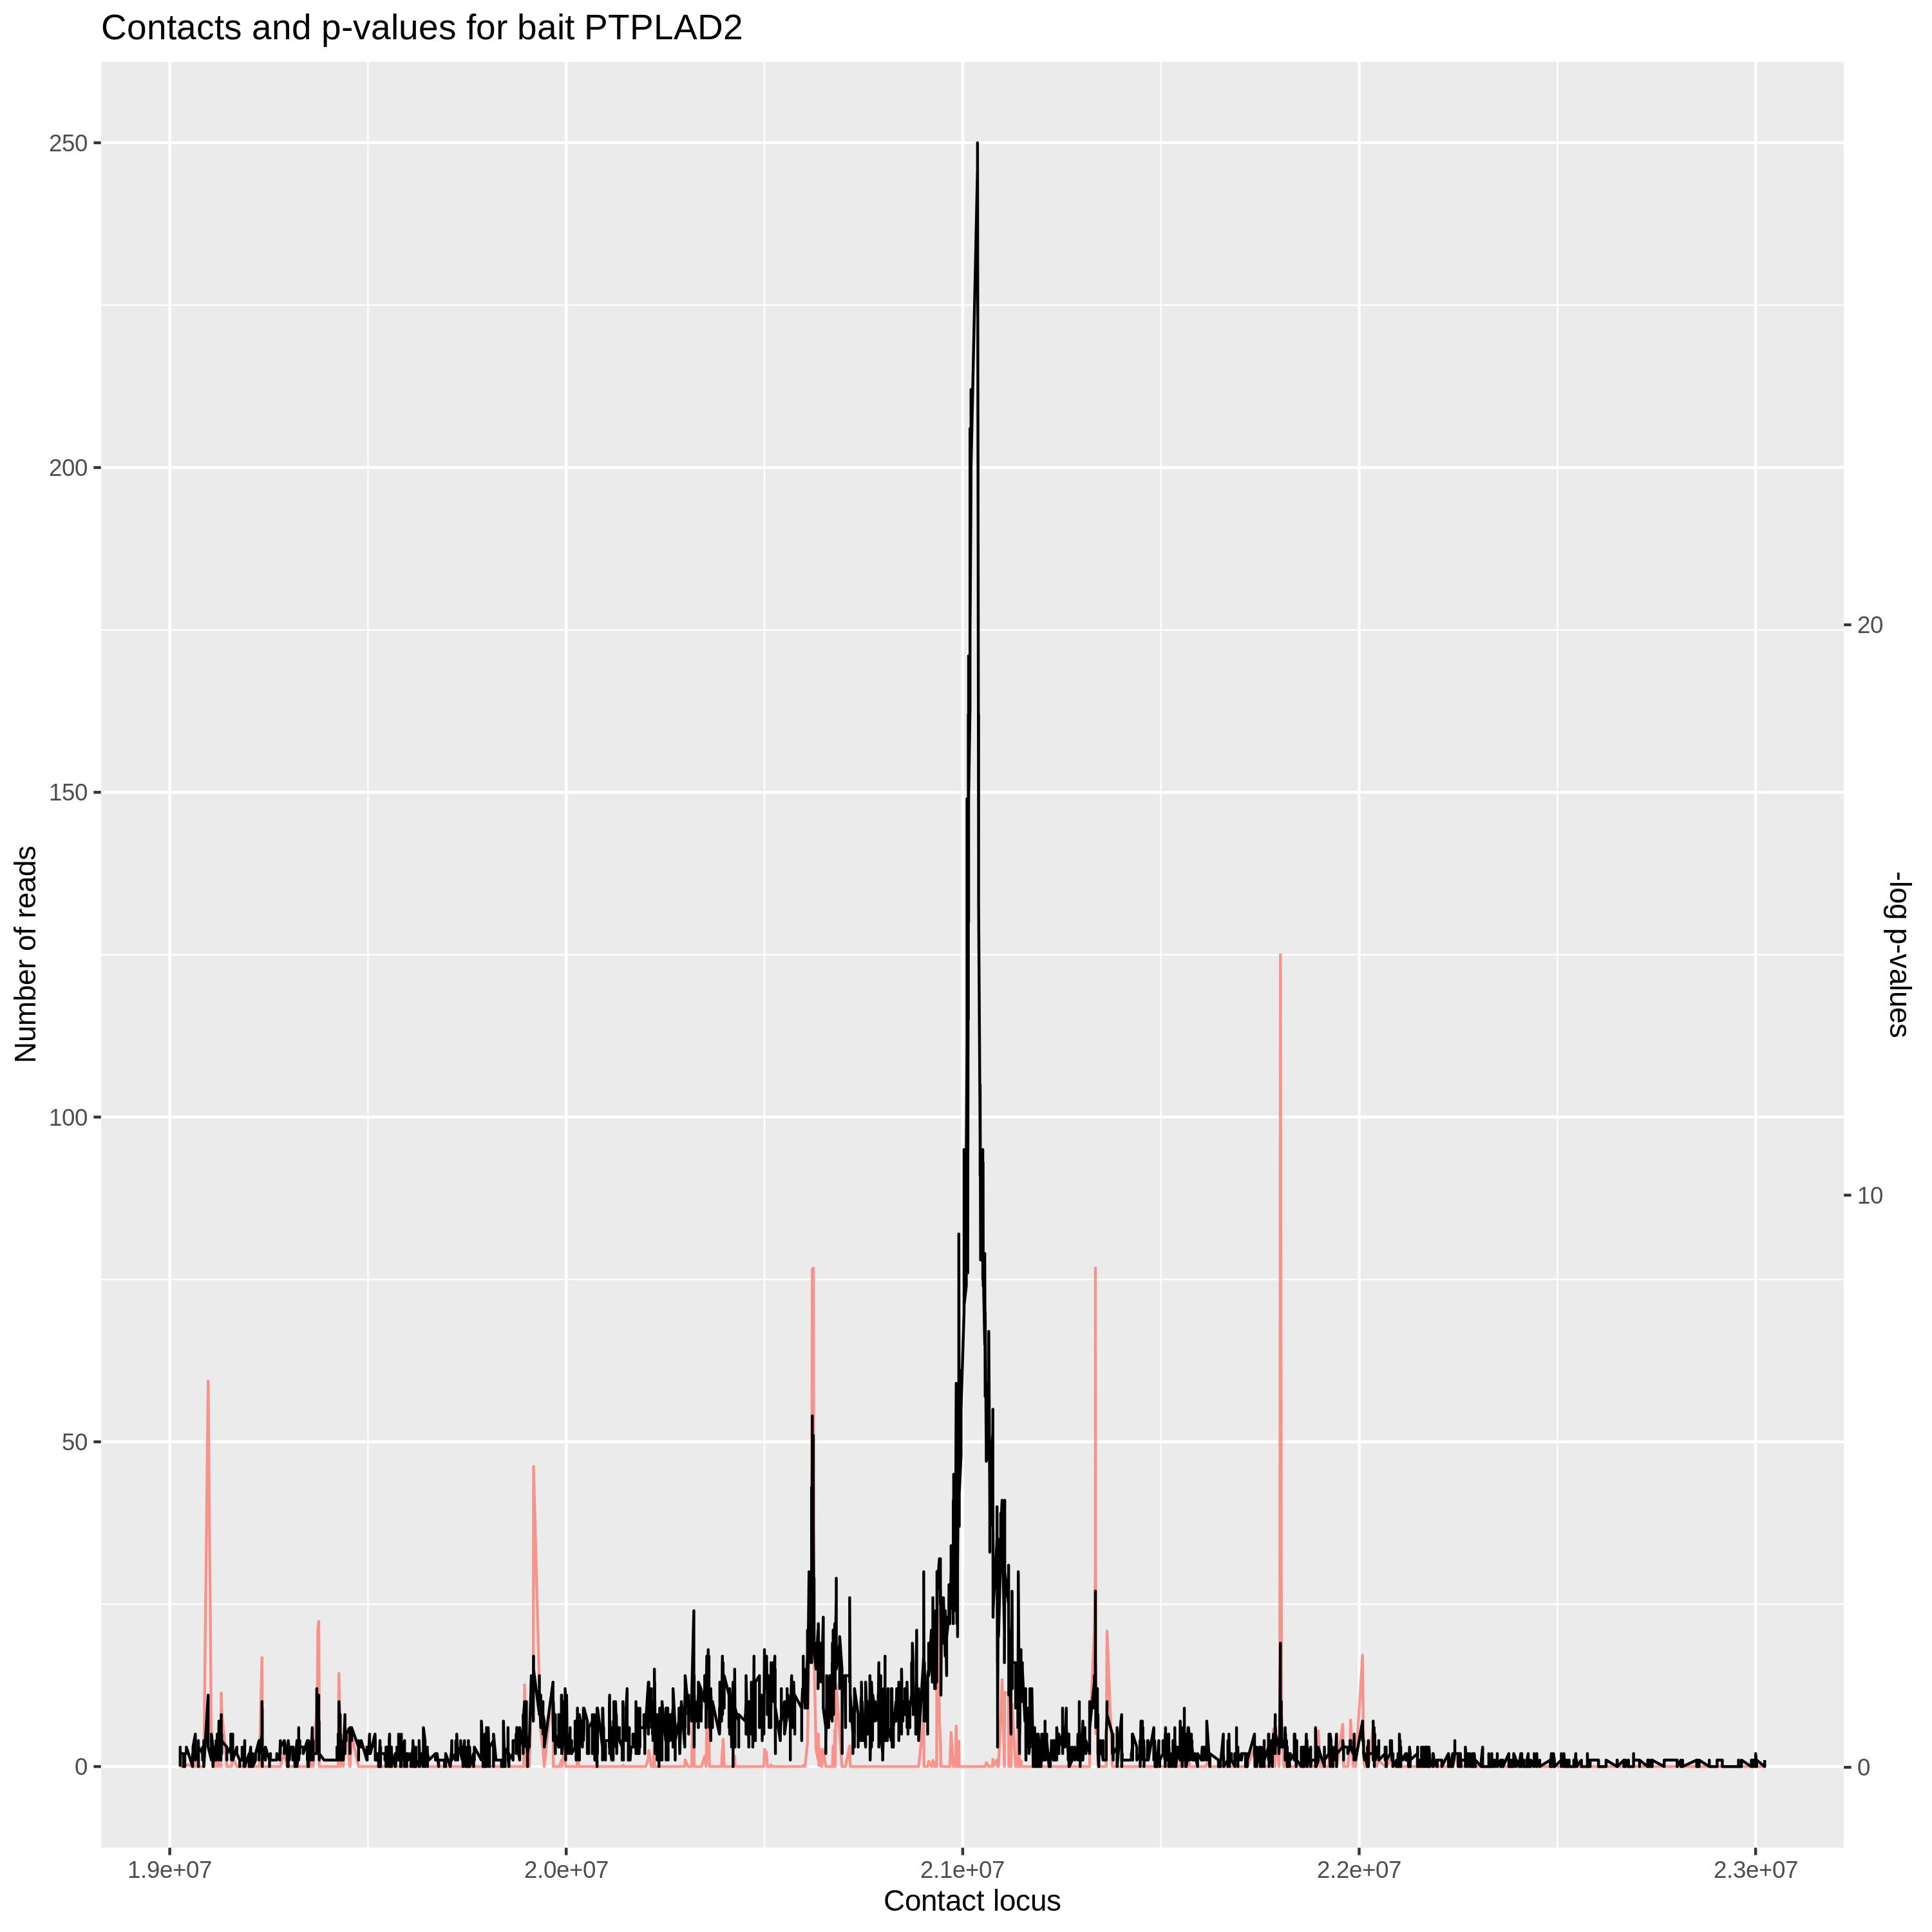 Contacts and p-values for bait PTPLAD2
250
200
150
100
50
0
Number of reads
20
10
0
-log p-values
1.9e+07 2.0e+07 2.1e+07 2.2e+07 2.3e+07
Contact locus